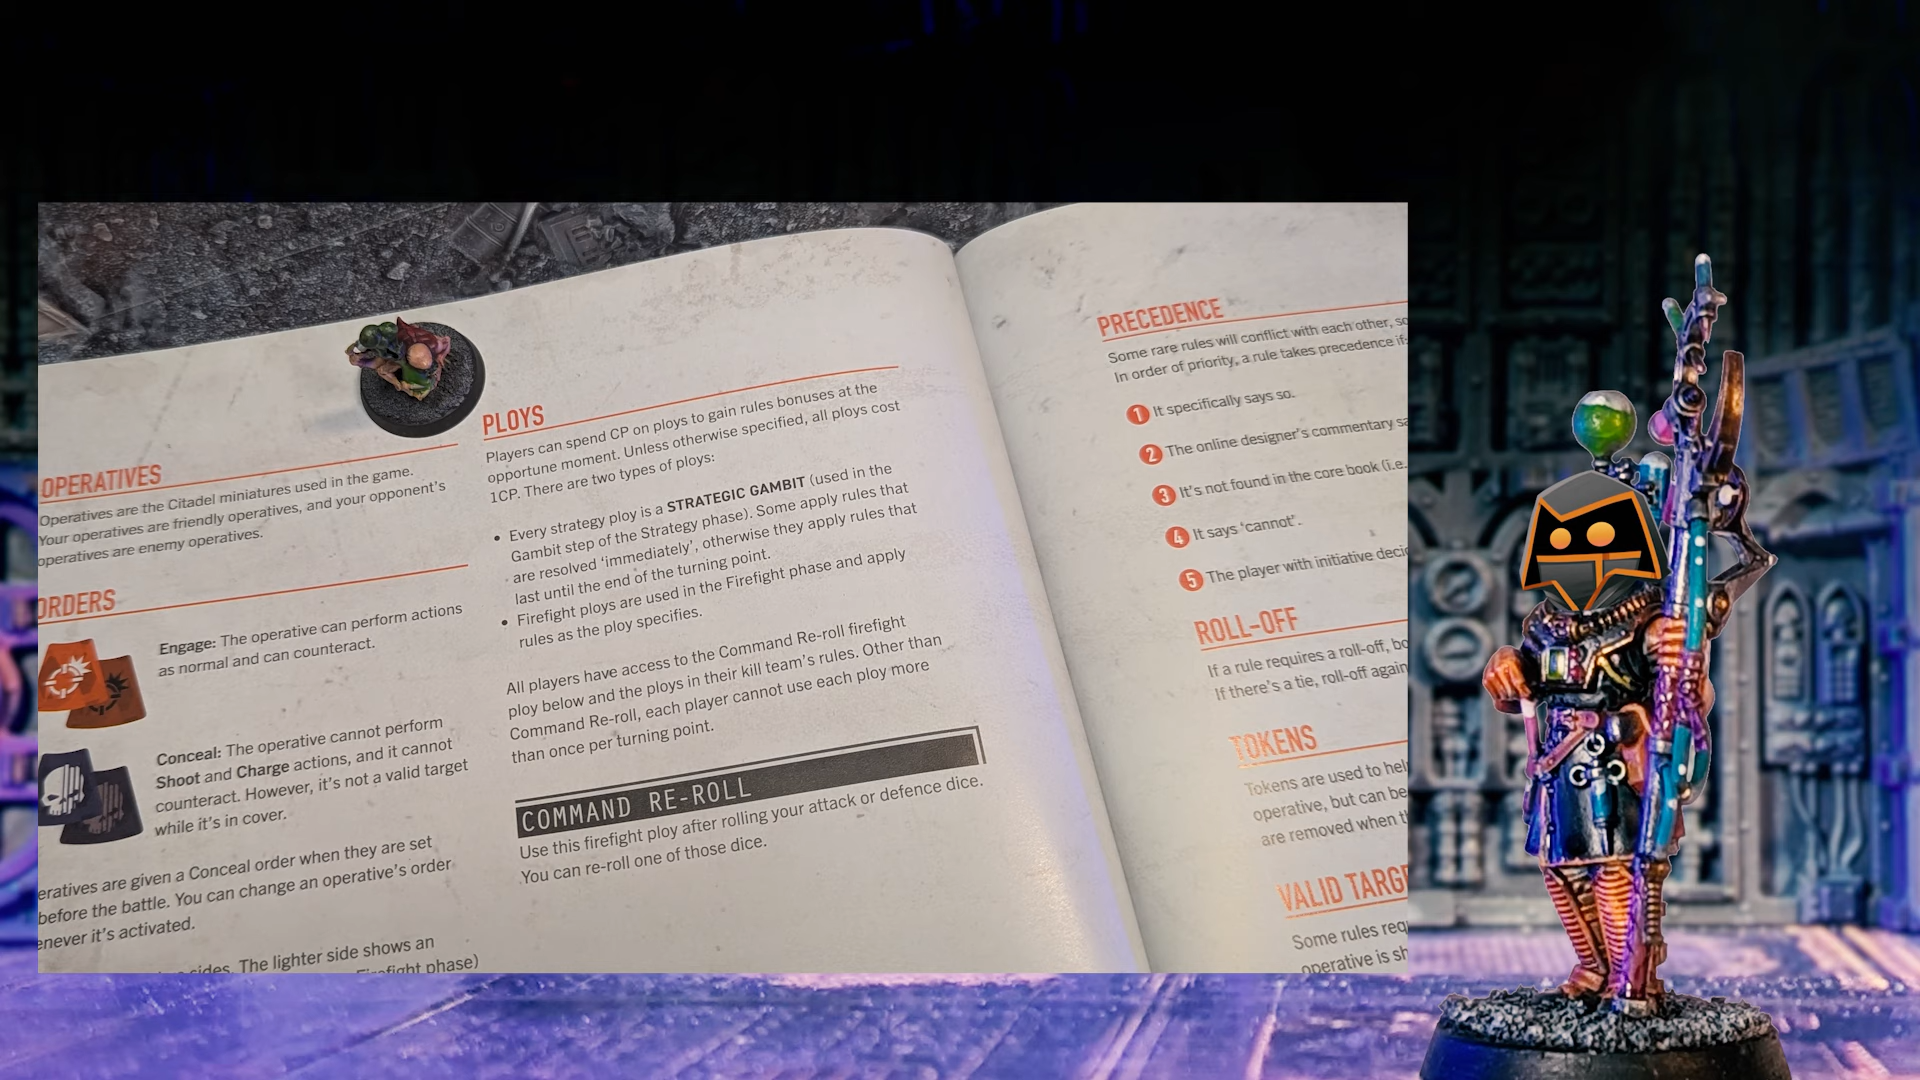 OPERATIVES
Operatives are the Citadel miniatures used in the game.
Your operatives are friendly operatives, and your opponent's
operatives are enemy operatives.
ORDERS
Engage: The operative can perform actions
as normal and can counteract.
Conceal: The operative cannot perform
Shoot and Charge actions, and it cannot
counteract. However, it's not a valid target
while it's in cover.
eratives are given a Conceal order when they are set
before the battle. You can change an operative's order
enever it's activated.
sides. The lighter side shows an
Firefight phase)
PLOYS
Players can spend CP on ploys to gain rules bonuses at the
opportune moment. Unless otherwise specified, all ploys cost
1CP. There are two types of ploys:
• Every strategy ploy is a STRATEGIC GAMBIT (used in the
Gambit step of the Strategy phase). Some apply rules that
are resolved 'immediately', otherwise they apply rules that
last until the end of the turning point.
• Firefight ploys are used in the Firefight phase and apply
rules as the ploy specifies.
All players have access to the Command Re-roll firefight
ploy below and the ploys in their kill team's rules. Other than
Command Re-roll, each player cannot use each ploy more
than once per turning point.
COMMAND RE-ROLL
Use this firefight ploy after rolling your attack or defence dice.
You can re-roll one of those dice.
PRECEDENCE
Some rare rules will conflict with each other, so
In order of priority, a rule takes precedence if:
1 It specifically says so.
2 The online designer's commentary sa
3 It's not found in the core book (i.e.
4 It says 'cannot'.
5 The player with initiative deci
ROLL-OFF
If a rule requires a roll-off, bo
If there's a tie, roll-off again
TOKENS
Tokens are used to hel
operative, but can be
are removed when t
VALID TARG
Some rules req
operative is sh